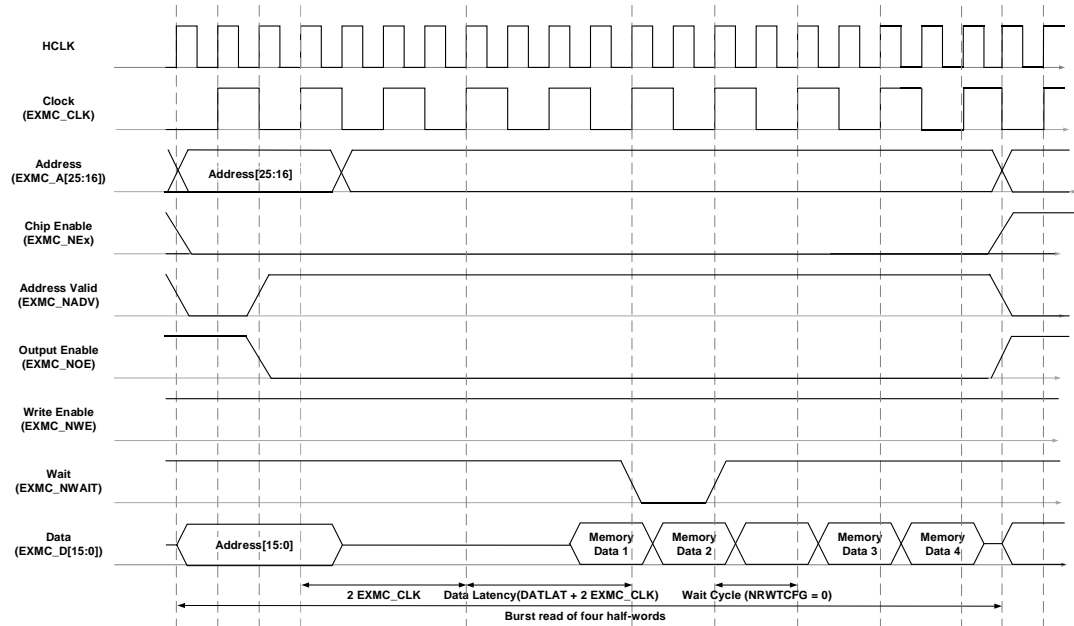 HCLK
Clock
(EXMC_CLK)
Address
(EXMC_A[25:16])
Address[25:16]
Chip Enable
(EXMC_NEx)
Address Valid
(EXMC_NADV)
Output Enable
(EXMC_NOE)
Write Enable
(EXMC_NWE)
Wait
(EXMC_NWAIT)
Data
(EXMC_D[15:0])
Address[15:0]
Memory
Data 1
Memory
Data 2
Memory
Data 3
Memory
Data 4
2 EXMC_CLK
Data Latency(DATLAT + 2 EXMC_CLK)
Wait Cycle (NRWTCFG = 0)
Burst read of four half-words